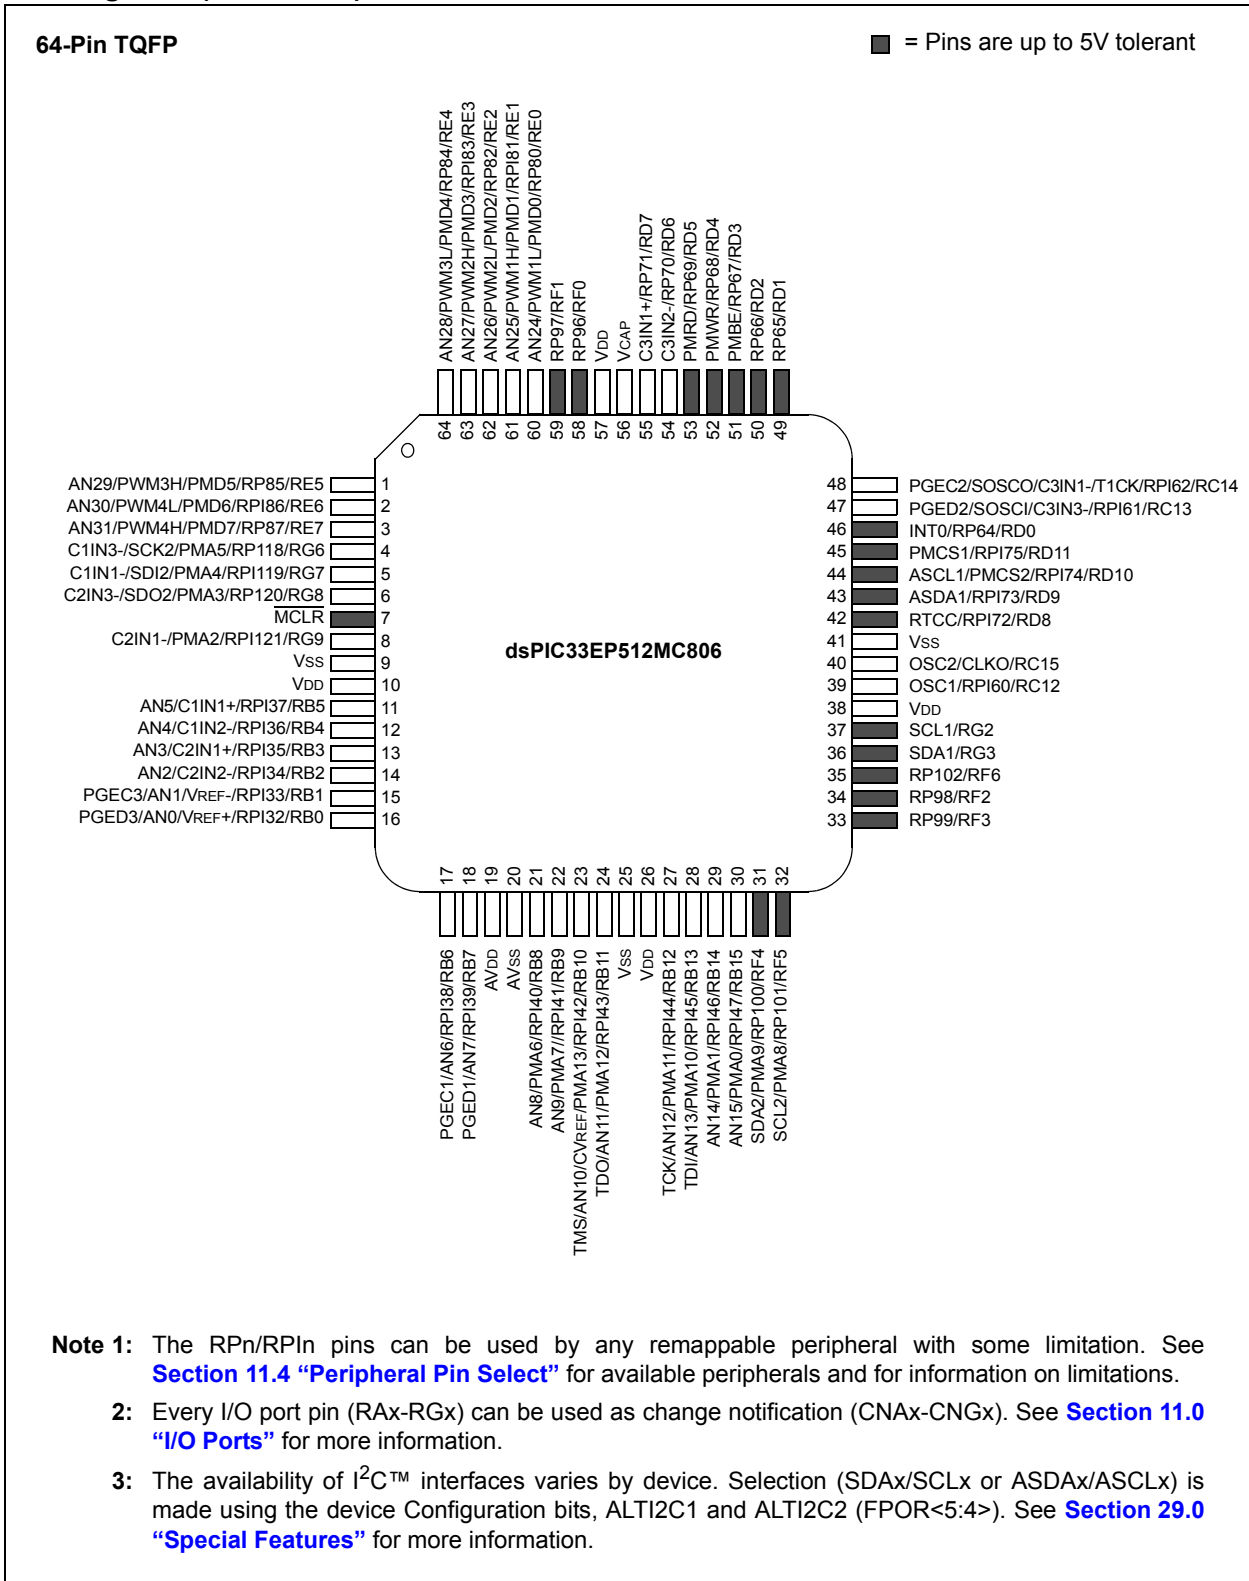 64-Pin TQFP
= Pins are up to 5V tolerant
AN28/PWM3L/PMD4/RP84/RE4
AN27/PWM2H/PMD3/RPI83/RE3
AN26/PWM2L/PMD2/RP82/RE2
AN25/PWM1H/PMD1/RPI81/RE1
AN24/PWM1L/PMD0/RP80/RE0
RP97/RF1
RP96/RF0
VDD
VCAP
C3IN1+/RP71/RD7
C3IN2-/RP70/RD6
PMRD/RP69/RD5
PMWR/RP68/RD4
PMBE/RP67/RD3
RP66/RD2
RP65/RD1
64 63 62 61 60 59 58 57 56 55 54 53 52 51 50 49
AN29/PWM3H/PMD5/RP85/RE5 1
AN30/PWM4L/PMD6/RPI86/RE6 2
AN31/PWM4H/PMD7/RP87/RE7 3
C1IN3-/SCK2/PMA5/RP118/RG6 4
C1IN1-/SDI2/PMA4/RPI119/RG7 5
C2IN3-/SDO2/PMA3/RP120/RG8 6
MCLR 7
C2IN1-/PMA2/RPI121/RG9 8
VSS 9
VDD 10
AN5/C1IN1+/RPI37/RB5 11
AN4/C1IN2-/RPI36/RB4 12
AN3/C2IN1+/RPI35/RB3 13
AN2/C2IN2-/RPI34/RB2 14
PGEC3/AN1/VREF-/RPI33/RB1 15
PGED3/AN0/VREF+/RPI32/RB0 16
dsPIC33EP512MC806
48 PGEC2/SOSCO/C3IN1-/T1CK/RPI62/RC14
47 PGED2/SOSCI/C3IN3-/RPI61/RC13
46 INT0/RP64/RD0
45 PMCS1/RPI75/RD11
44 ASCL1/PMCS2/RPI74/RD10
43 ASDA1/RPI73/RD9
42 RTCC/RPI72/RD8
41 VSS
40 OSC2/CLKO/RC15
39 OSC1/RPI60/RC12
38 VDD
37 SCL1/RG2
36 SDA1/RG3
35 RP102/RF6
34 RP98/RF2
33 RP99/RF3
17 18 19 20 21 22 23 24 25 26 27 28 29 30 31 32
PGEC1/AN6/RPI38/RB6
PGED1/AN7/RPI39/RB7
AVDD
AVSS
AN8/PMA6/RPI40/RB8
AN9/PMA7//RPI41/RB9
TMS/AN10/CVREF/PMA13/RPI42/RB10
TDO/AN11/PMA12/RPI43/RB11
VSS
VDD
TCK/AN12/PMA11/RPI44/RB12
TDI/AN13/PMA10/RPI45/RB13
AN14/PMA1/RPI46/RB14
AN15/PMA0/RPI47/RB15
SDA2/PMA9/RP100/RF4
SCL2/PMA8/RP101/RF5
Note 1: The RPn/RPIn pins can be used by any remappable peripheral with some limitation. See
Section 11.4 “Peripheral Pin Select” for available peripherals and for information on limitations.
2: Every I/O port pin (RAx-RGx) can be used as change notification (CNAx-CNGx). See Section 11.0
“I/O Ports” for more information.
3: The availability of I²C™ interfaces varies by device. Selection (SDAx/SCLx or ASDAx/ASCLx) is
made using the device Configuration bits, ALTI2C1 and ALTI2C2 (FPOR<5:4>). See Section 29.0
“Special Features” for more information.